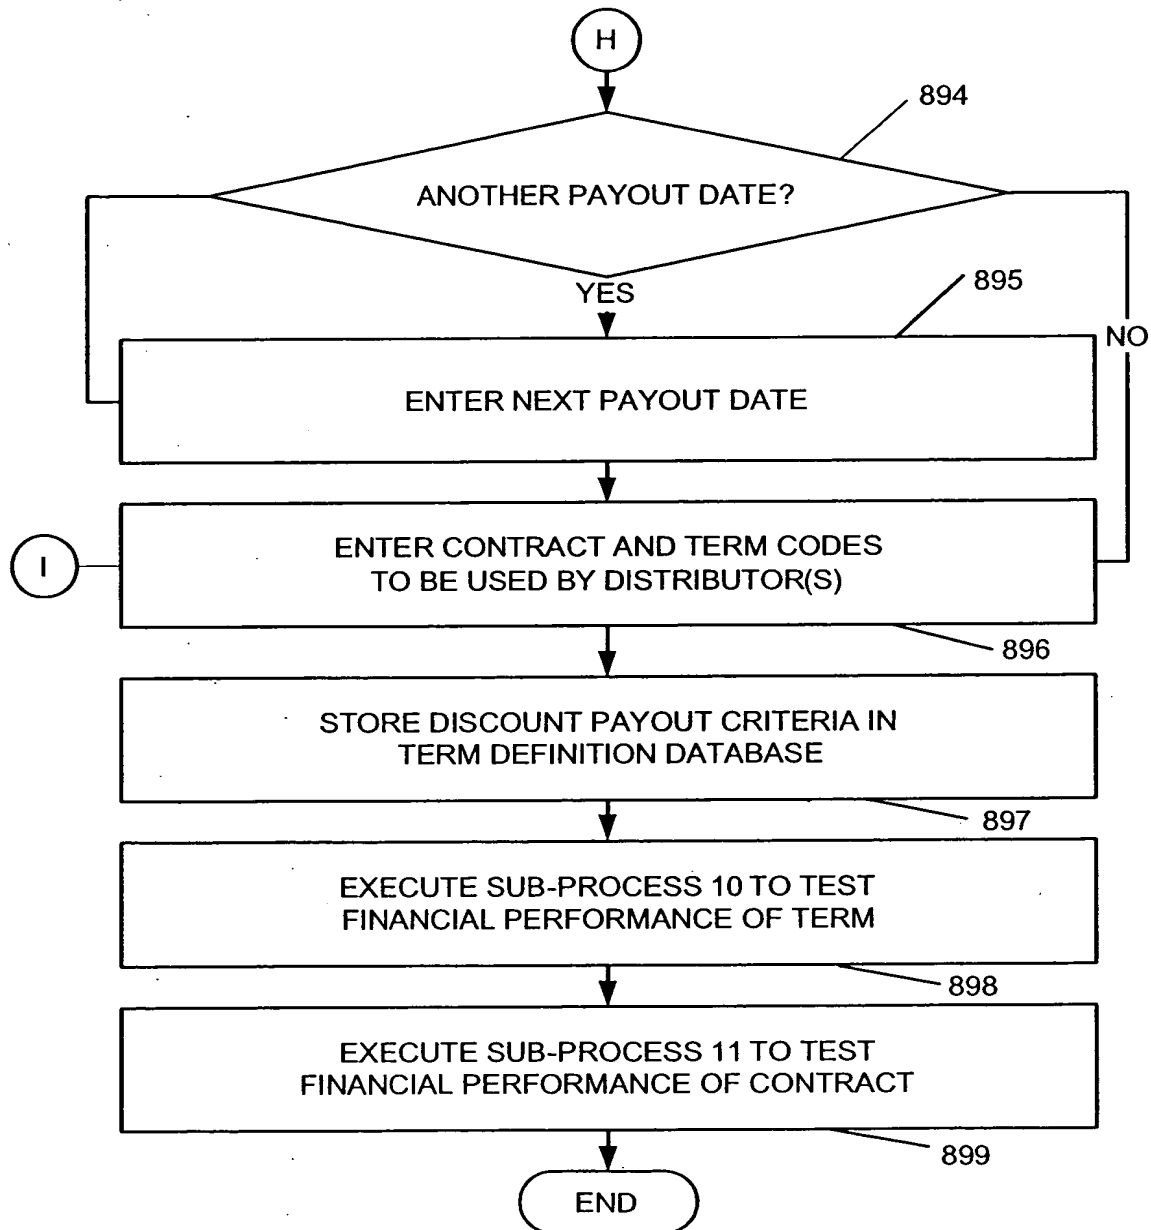 H
894
ANOTHER PAYOUT DATE?
YES
895
NO
ENTER NEXT PAYOUT DATE
I
ENTER CONTRACT AND TERM CODES
TO BE USED BY DISTRIBUTOR(S)
896
STORE DISCOUNT PAYOUT CRITERIA IN
TERM DEFINITION DATABASE
897
EXECUTE SUB-PROCESS 10 TO TEST
FINANCIAL PERFORMANCE OF TERM
898
EXECUTE SUB-PROCESS 11 TO TEST
FINANCIAL PERFORMANCE OF CONTRACT
899
END